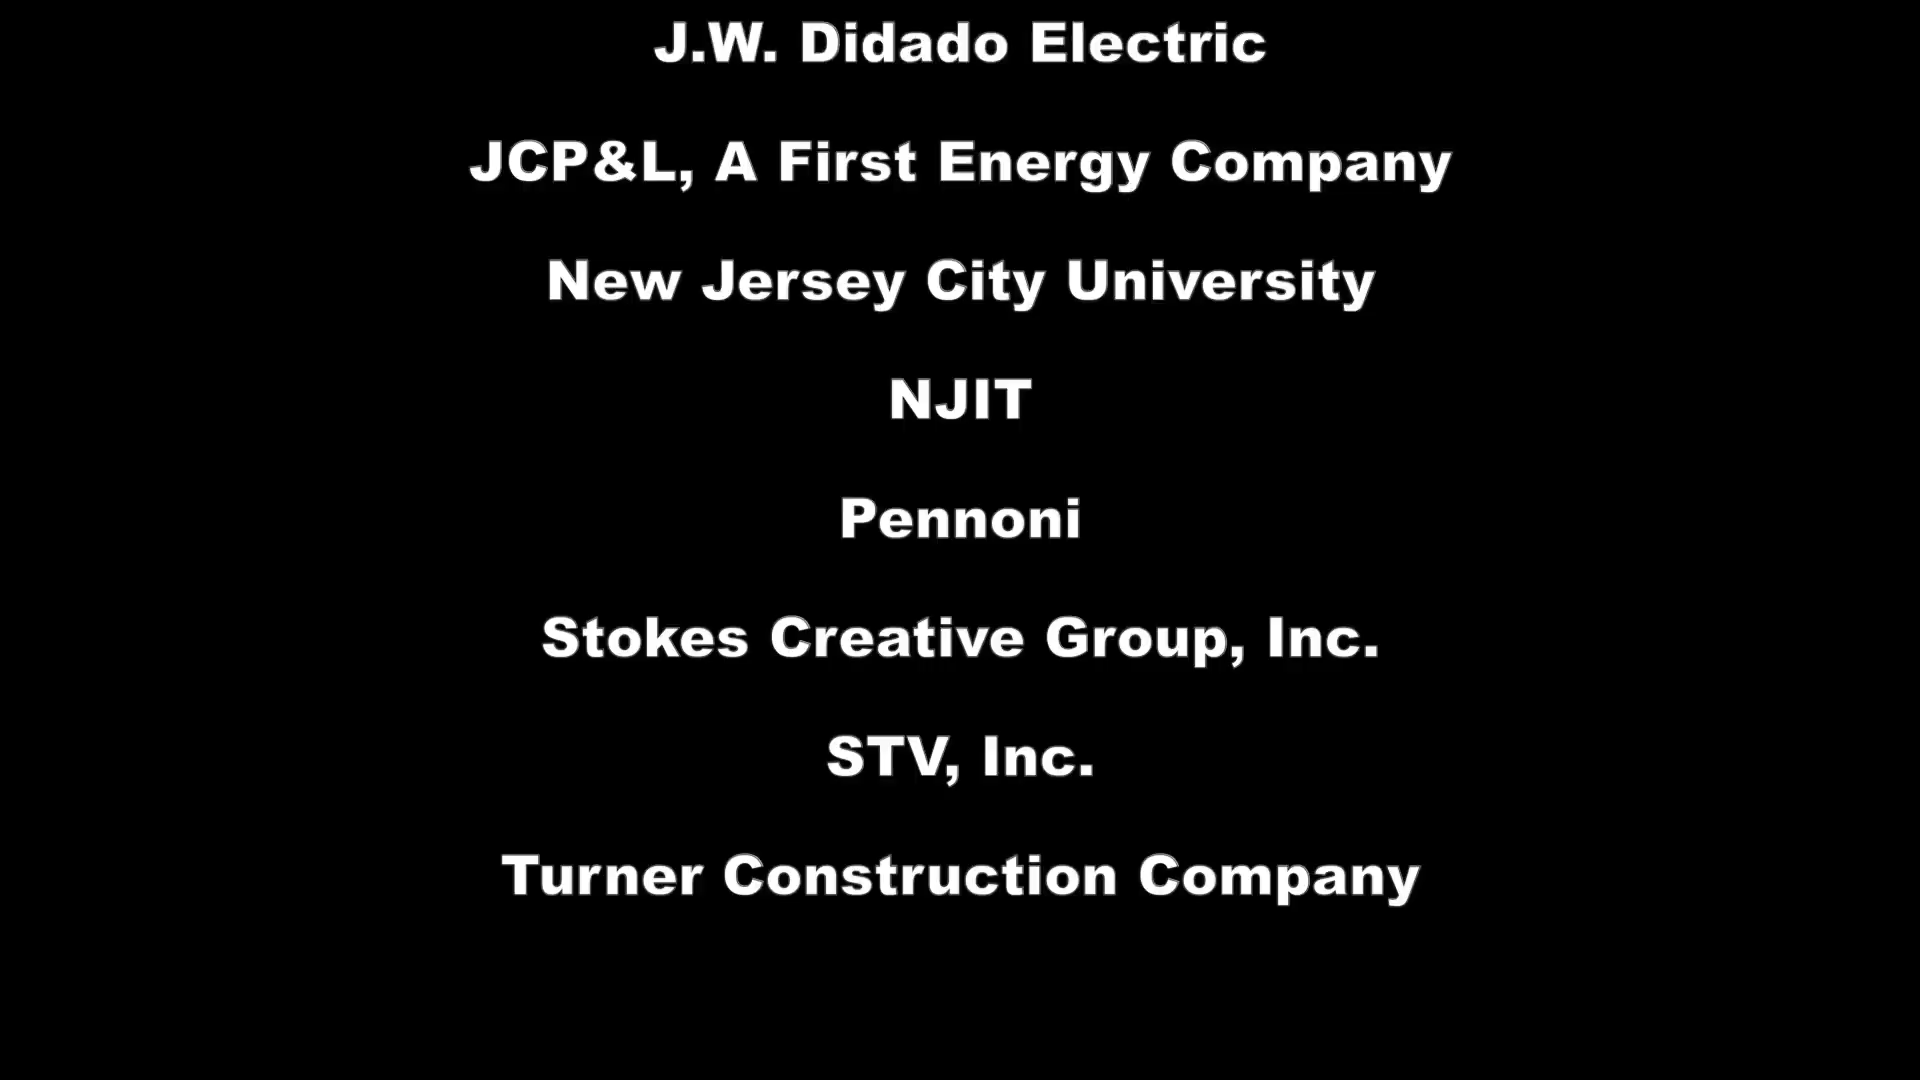 J.W. Didado Electric
JCP&L, A First Energy Company
New Jersey City University
NJIT
Pennoni
Stokes Creative Group, Inc.
STV, Inc.
Turner Construction Company